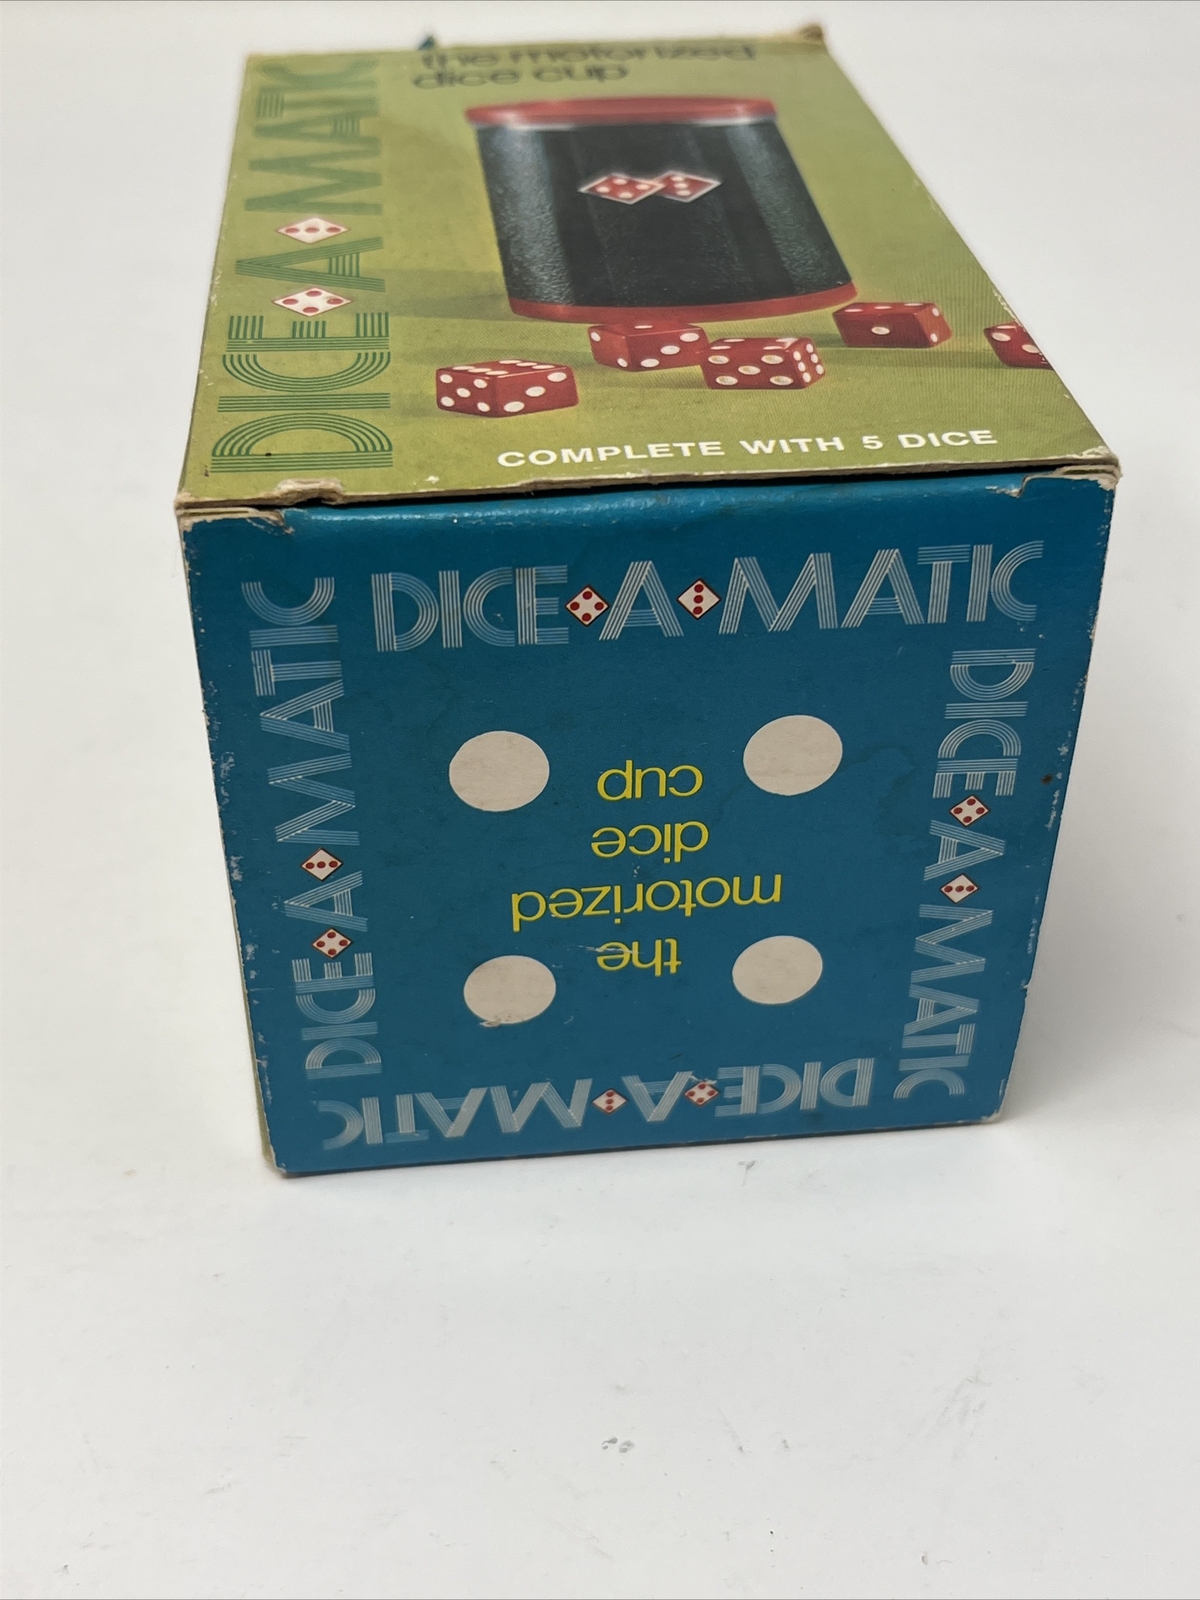 the motorized
dice cup
DICE A MATIC
COMPLETE WITH 5 DICE
DICE A MATIC
DICE A MATIC
DICE A MATIC
the
motorized
dice
cup
DICE A MATIC